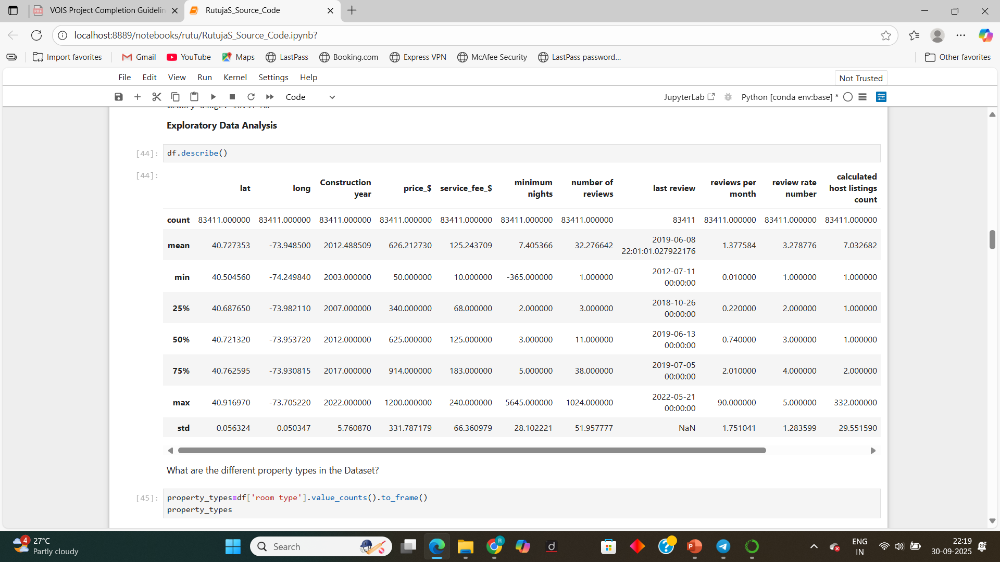 VOIS Project Completion Guidelin
RutujaS_Source_Code
localhost:8889/notebooks/rutu/RutujaS_Source_Code.ipynb?
Import favorites Gmail YouTube Maps LastPass Booking.com Express VPN McAfee Security LastPass password... Other favorites
File Edit View Run Kernel Settings Help Not Trusted
Code JupyterLab Python [conda env:base] *
memory usage: 10.9+ MB
Exploratory Data Analysis
[44]: df.describe()
[44]:
lat long Construction year price_$ service_fee_$ minimum nights number of reviews last review reviews per month review rate number calculated host listings count
count 83411.000000 83411.000000 83411.000000 83411.000000 83411.000000 83411.000000 83411.000000 83411 83411.000000 83411.000000 83411.000000
mean 40.727353 -73.948500 2012.488509 626.212730 125.243709 7.405366 32.276642 2019-06-08 22:01:01.027922176 1.377584 3.278776 7.032682
min 40.504560 -74.249840 2003.000000 50.000000 10.000000 -365.000000 1.000000 2012-07-11 00:00:00 0.010000 1.000000 1.000000
25% 40.687650 -73.982110 2007.000000 340.000000 68.000000 2.000000 3.000000 2018-10-26 00:00:00 0.220000 2.000000 1.000000
50% 40.721320 -73.953720 2012.000000 625.000000 125.000000 3.000000 11.000000 2019-06-13 00:00:00 0.740000 3.000000 1.000000
75% 40.762595 -73.930815 2017.000000 914.000000 183.000000 5.000000 38.000000 2019-07-05 00:00:00 2.010000 4.000000 2.000000
max 40.916970 -73.705220 2022.000000 1200.000000 240.000000 5645.000000 1024.000000 2022-05-21 00:00:00 90.000000 5.000000 332.000000
std 0.056324 0.050347 5.760870 331.787179 66.360979 28.102221 51.957777 NaN 1.751041 1.283599 29.551590
What are the different property types in the Dataset?
[45]: property_types=df['room type'].value_counts().to_frame()
property_types
4
27°C
Partly cloudy
Search
ENG
IN
22:19
30-09-2025